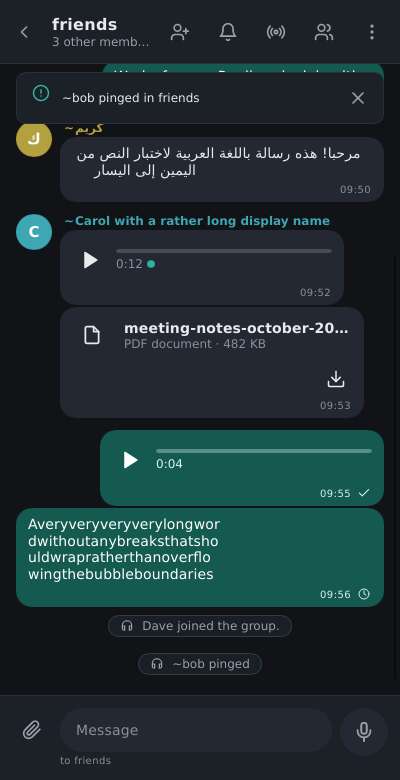 friends
3 other memb...
~bob pinged in friends
~كريم
ك
مرحبا! هذه رسالة باللغة العربية لاختبار النص من
اليمين إلى اليسار
09:50
~Carol with a rather long display name
C
0:12
09:52
meeting-notes-october-20...
PDF document · 482 KB
09:53
0:04
09:55
Averyveryveryverylongwor
dwithoutanybreaksthatsho
uldwrapratherthanoverflo
wingthebubbleboundaries
09:56
Dave joined the group.
~bob pinged
Message
to friends